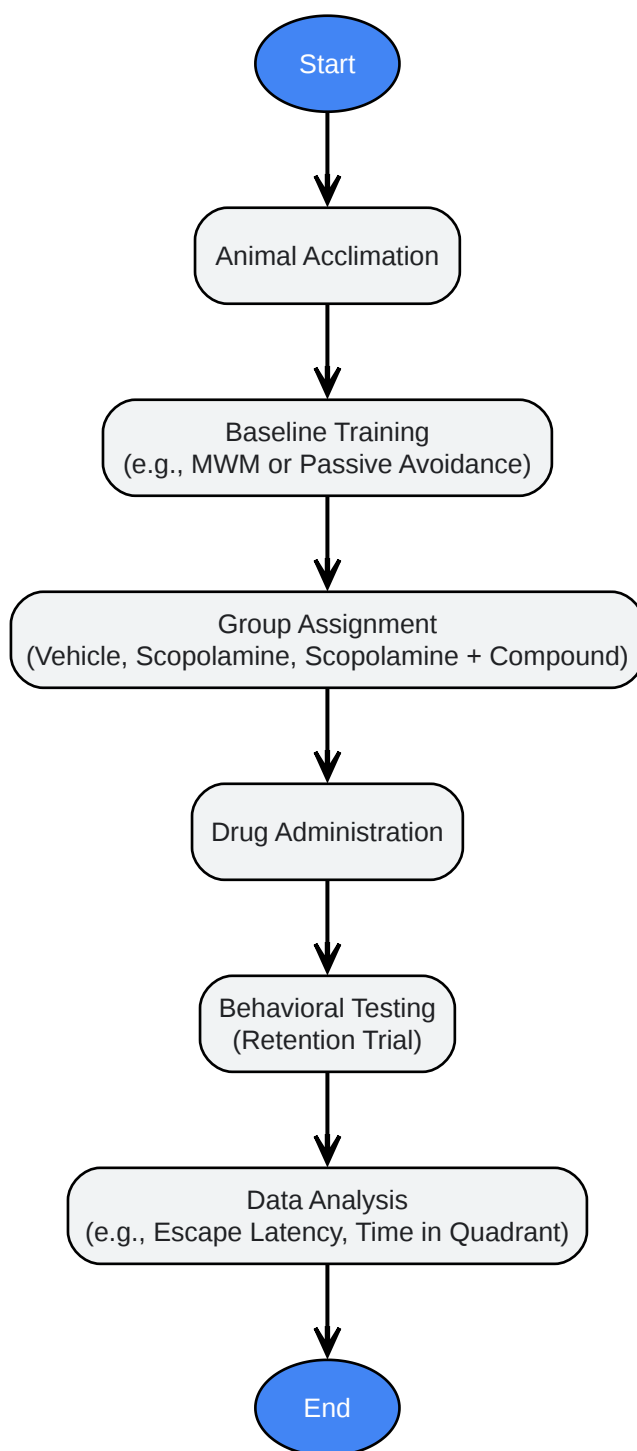 Start
Animal Acclimation
Baseline Training
(e.g., MWM or Passive Avoidance)
Group Assignment
(Vehicle, Scopolamine, Scopolamine + Compound)
Drug Administration
Behavioral Testing
(Retention Trial)
Data Analysis
(e.g., Escape Latency, Time in Quadrant)
End